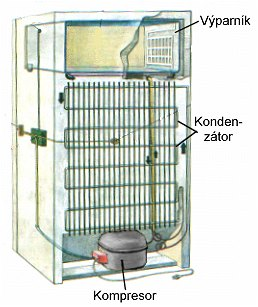 Výparník
Konden-
zátor
Kompresor